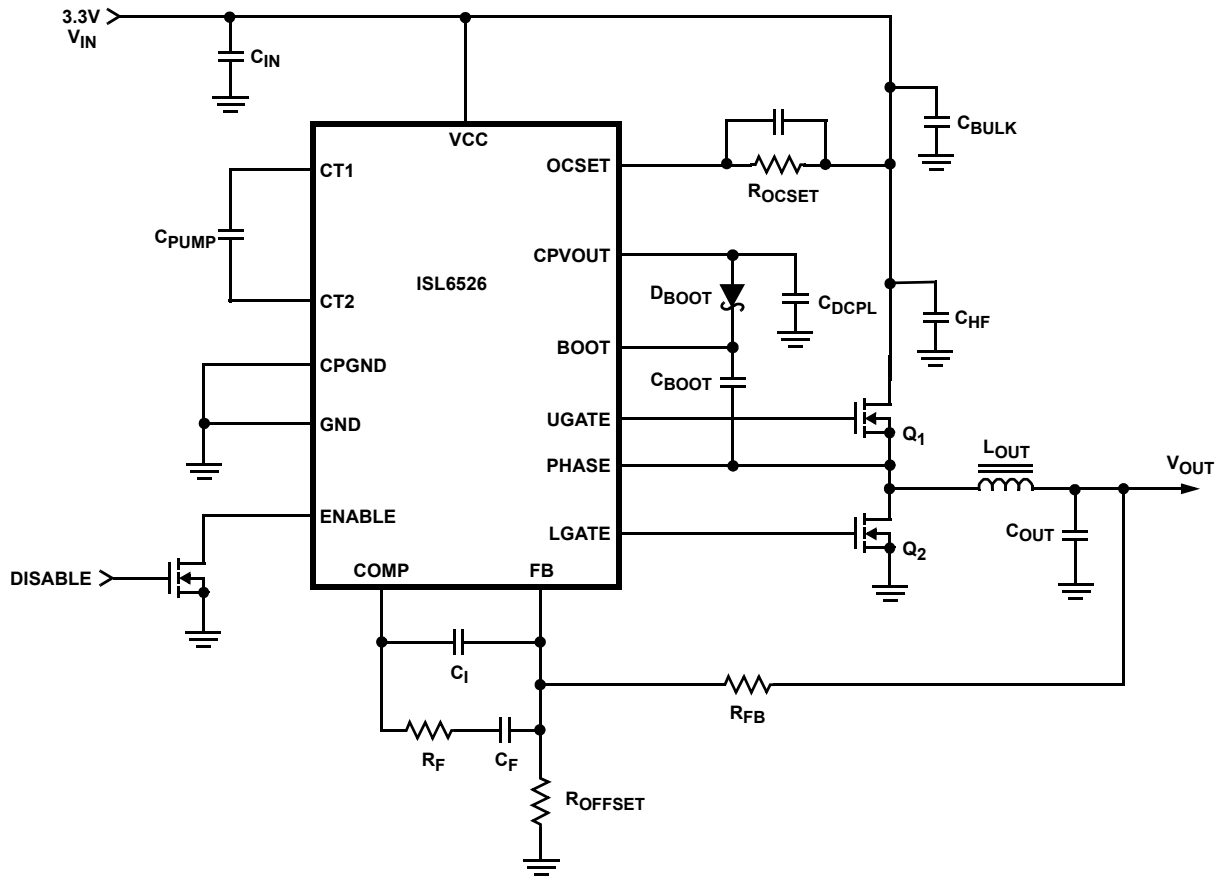 3.3V
VIN
CIN
CBULK
VCC
OCSET
ROCSET
CT1
CPUMP
CT2
ISL6526
CPVOUT
DBOOT
CDCPL
CHF
BOOT
CBOOT
CPGND
GND
UGATE
Q1
PHASE
LOUT
VOUT
ENABLE
LGATE
Q2
COUT
DISABLE
COMP
FB
CI
RFB
RF
CF
ROFFSET